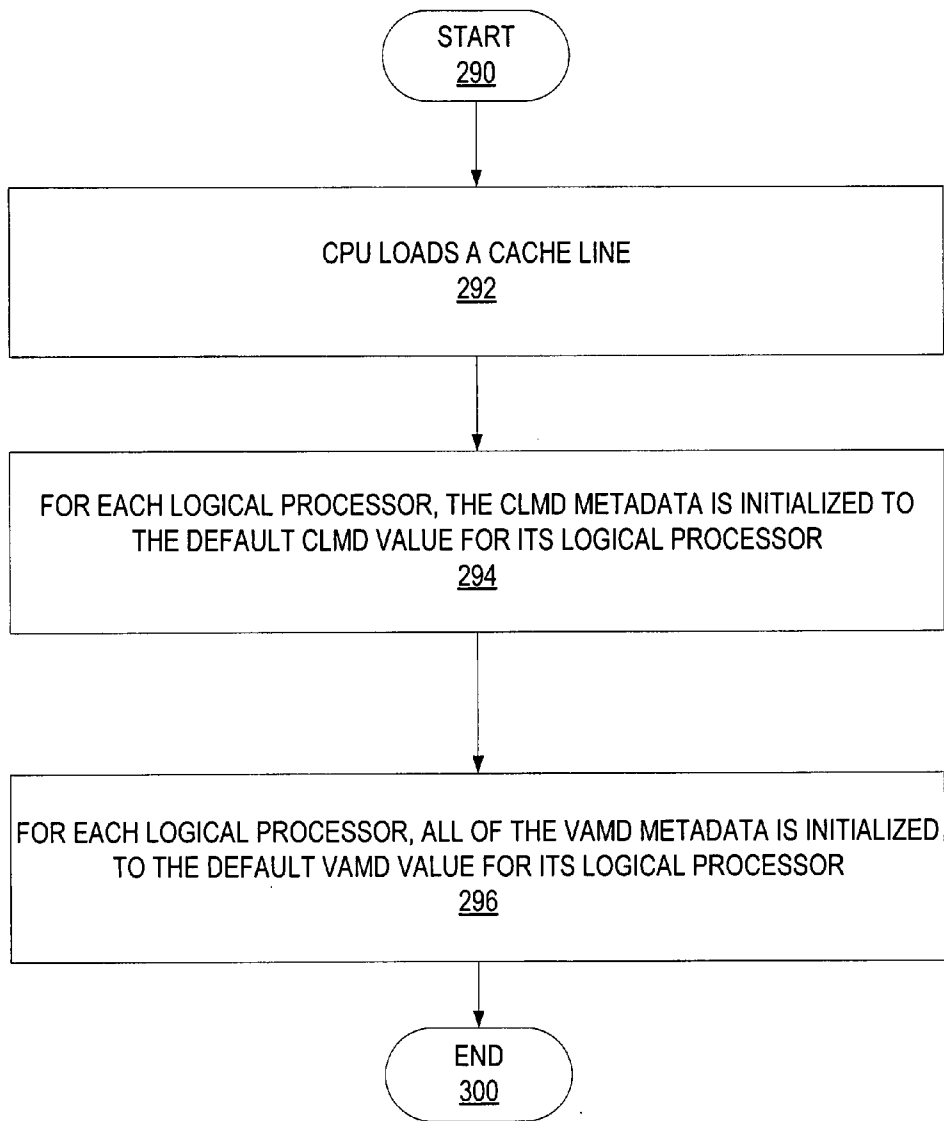 START
290
CPU LOADS A CACHE LINE
292
FOR EACH LOGICAL PROCESSOR, THE CLMD METADATA IS INITIALIZED TO
THE DEFAULT CLMD VALUE FOR ITS LOGICAL PROCESSOR
294
FOR EACH LOGICAL PROCESSOR, ALL OF THE VAMD METADATA IS INITIALIZED,
TO THE DEFAULT VAMD VALUE FOR ITS LOGICAL PROCESSOR
296
END
300